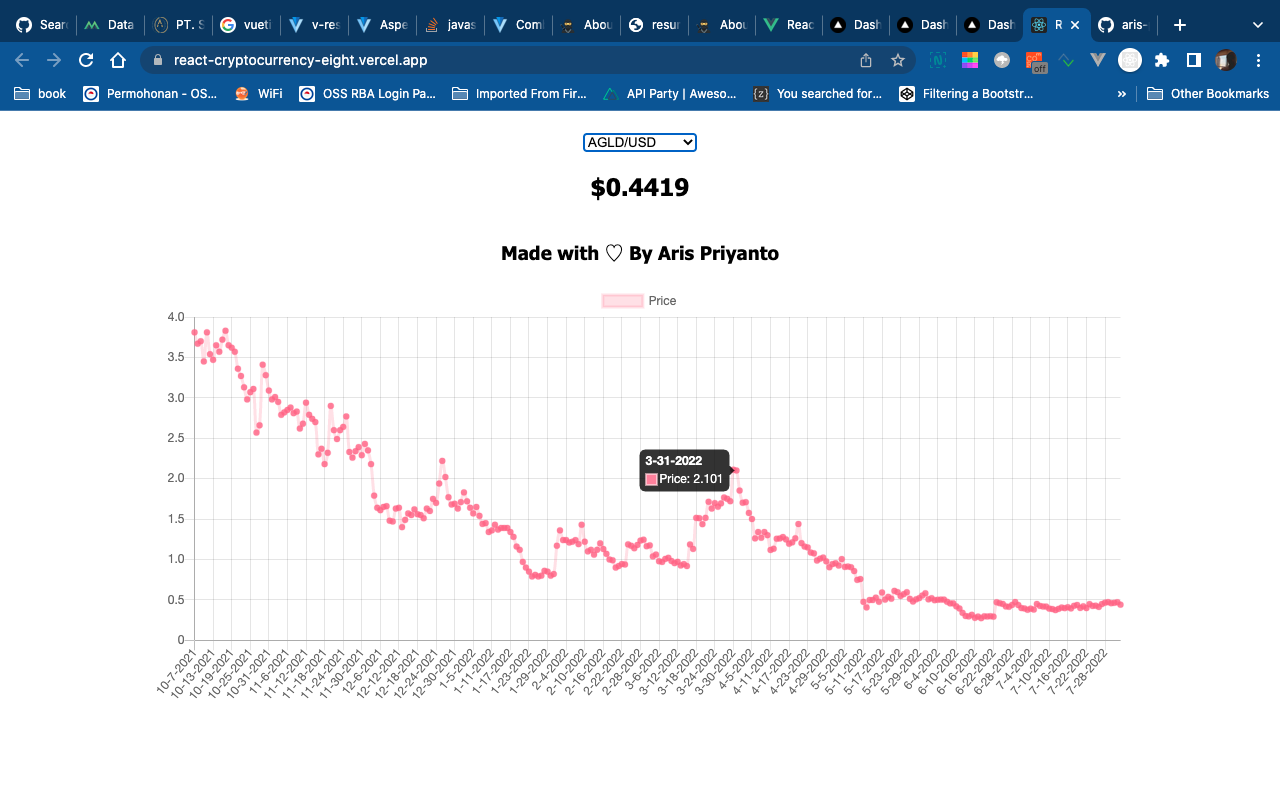 Sear Data PT. S vueti v-res Aspe javas Coml Abou resur Abou Reac Dash Dash Dash R aris-
react-cryptocurrency-eight.vercel.app
off
book Permohonan - OS... WiFi OSS RBA Login Pa... Imported From Fir... API Party | Aweso... You searched for... Filtering a Bootstr... » Other Bookmarks
AGLD/USD
$0.4419
Made with ♡ By Aris Priyanto
Price
4.0
3.5
3.0
2.5
2.0
1.5
1.0
0.5
0
3-31-2022
Price: 2.101
10-7-2021 10-13-2021 10-19-2021 10-25-2021 10-31-2021 11-6-2021 11-12-2021 11-18-2021 11-24-2021 11-30-2021 12-6-2021 12-12-2021 12-18-2021 12-24-2021 12-30-2021 1-5-2022 1-11-2022 1-17-2022 1-23-2022 1-29-2022 2-4-2022 2-10-2022 2-16-2022 2-22-2022 2-28-2022 3-6-2022 3-12-2022 3-18-2022 3-24-2022 3-30-2022 4-5-2022 4-11-2022 4-17-2022 4-23-2022 4-29-2022 5-5-2022 5-11-2022 5-17-2022 5-23-2022 5-29-2022 6-4-2022 6-10-2022 6-16-2022 6-22-2022 6-28-2022 7-4-2022 7-10-2022 7-16-2022 7-22-2022 7-28-2022